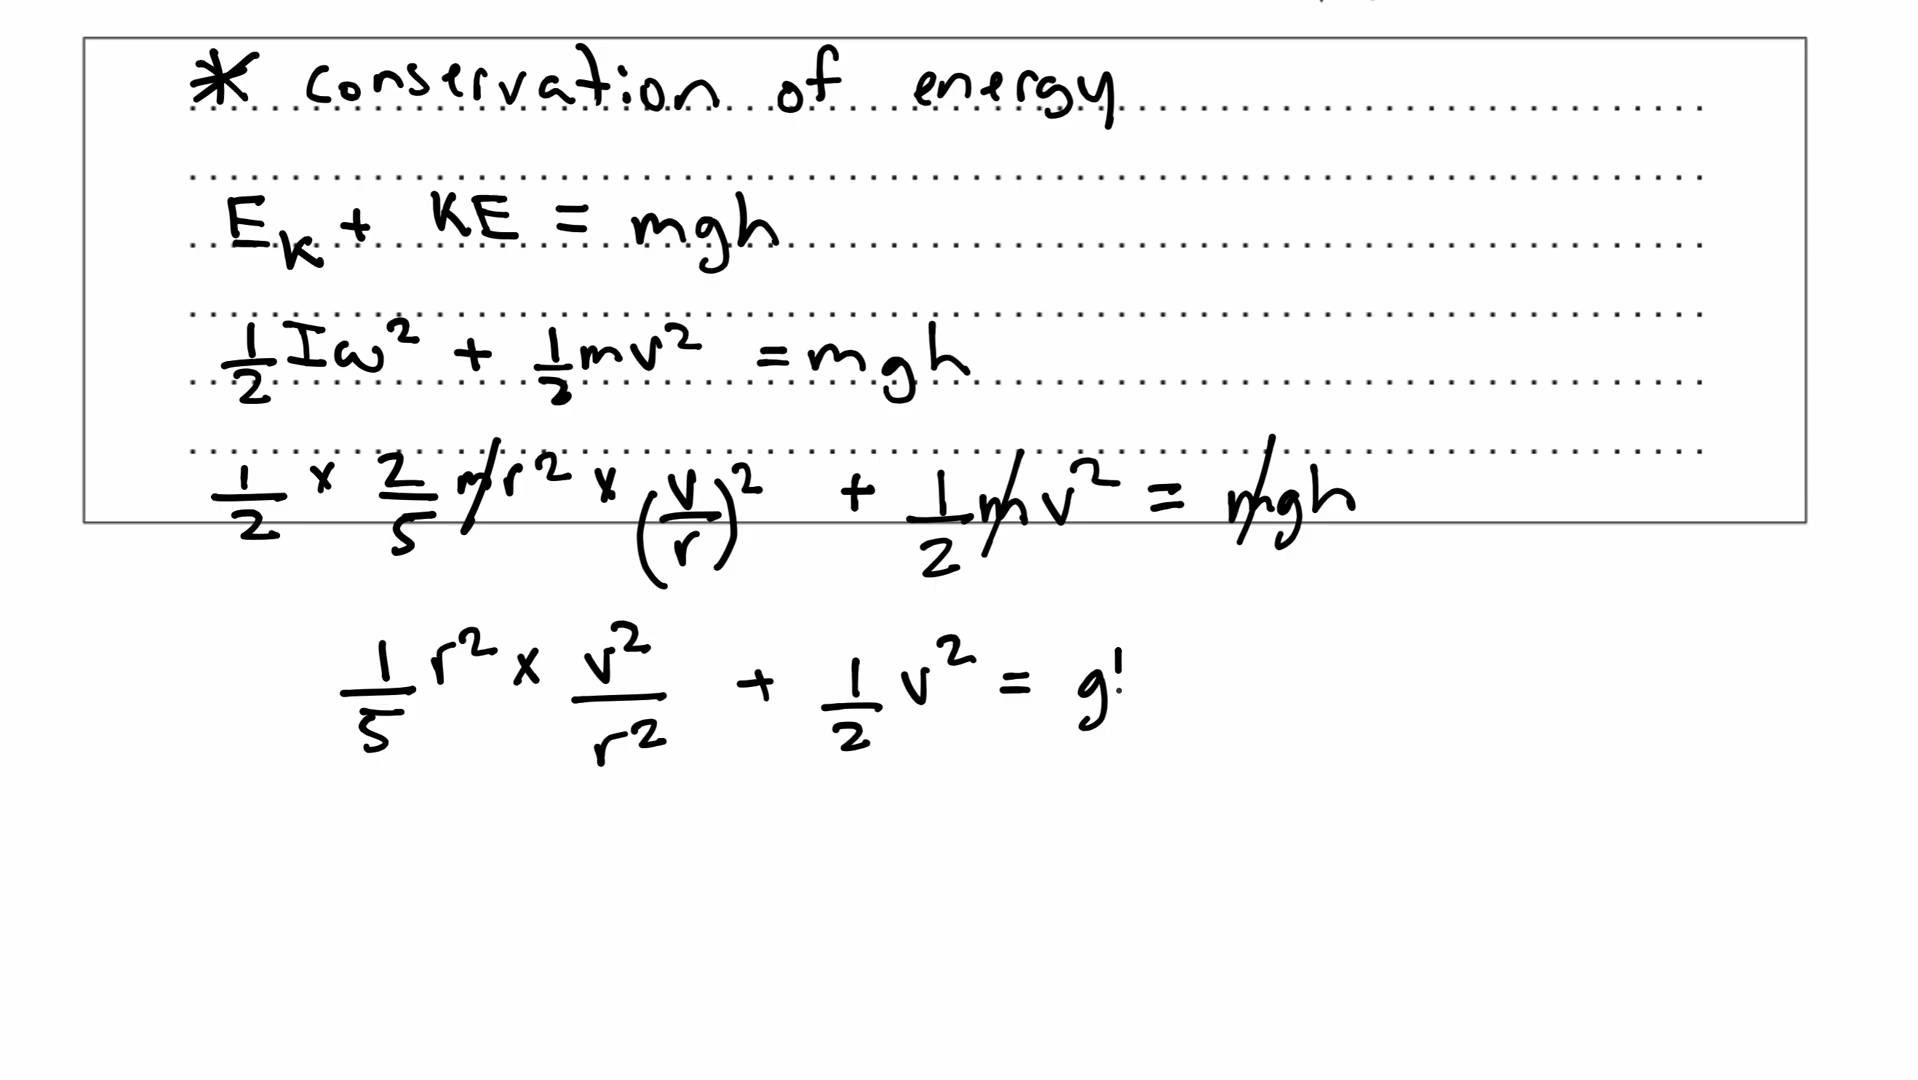 * conservation of energy
E_k + KE = mgh
1/2 Iω² + 1/2 mv² = mgh
1/2 x 2/5 mr² x (v/r)² + 1/2 mv² = mgh
1/5 r² x v²/r² + 1/2 v² = g